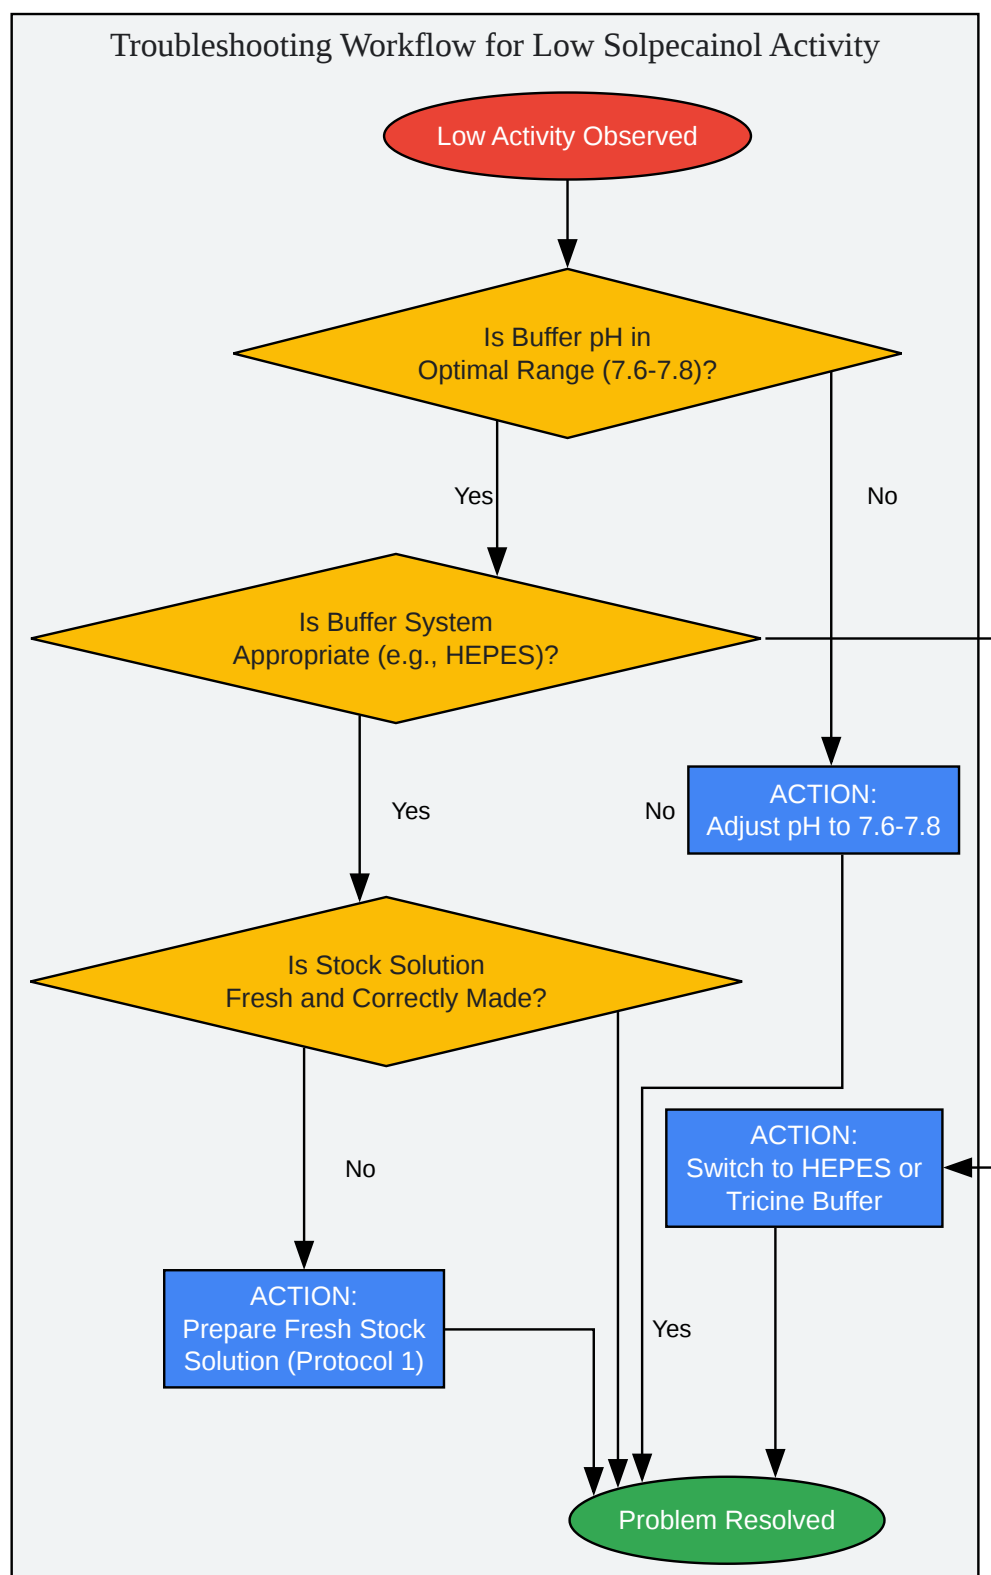 Troubleshooting Workflow for Low Solpecainol Activity
Low Activity Observed
Is Buffer pH in
Optimal Range (7.6-7.8)?
Yes
No
Is Buffer System
Appropriate (e.g., HEPES)?
Yes
No
ACTION:
Adjust pH to 7.6-7.8
Is Stock Solution
Fresh and Correctly Made?
No
ACTION:
Switch to HEPES or
Tricine Buffer
ACTION:
Prepare Fresh Stock
Solution (Protocol 1)
Yes
Problem Resolved